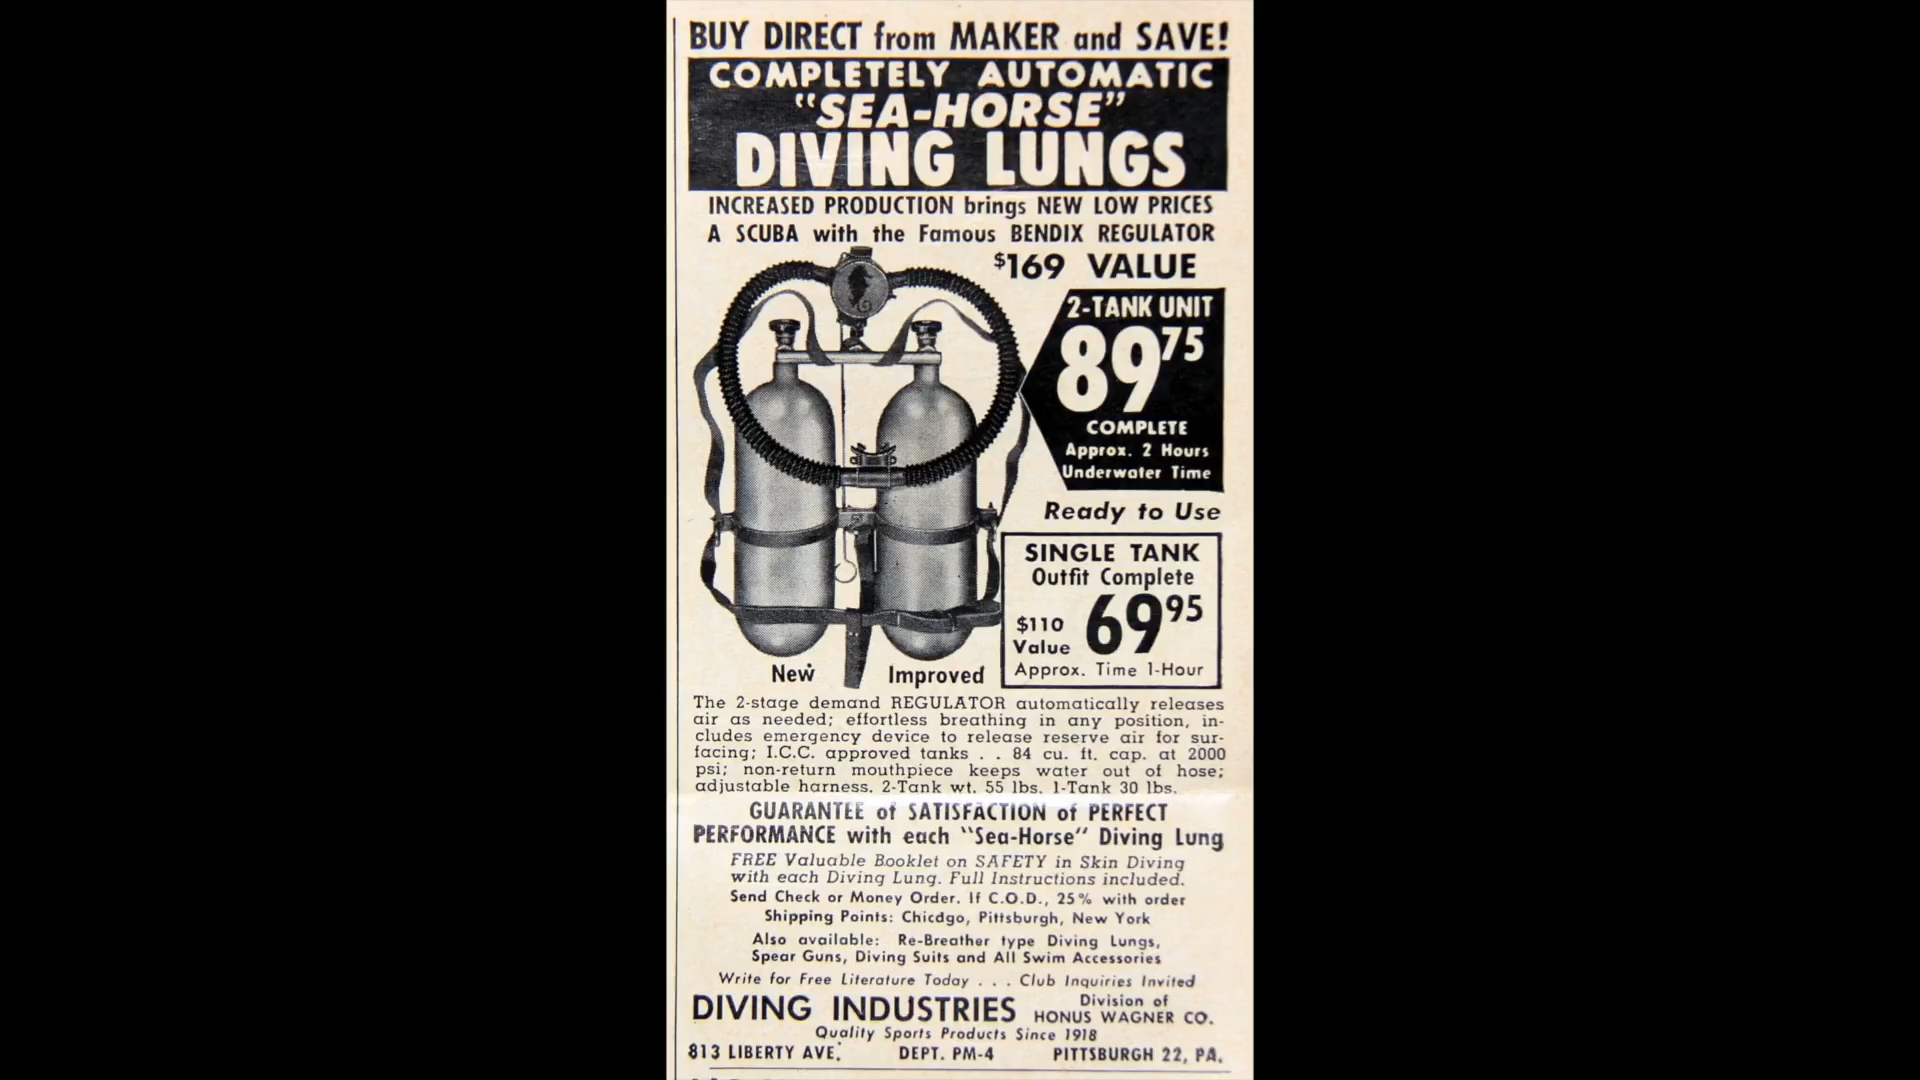 BUY DIRECT from MAKER and SAVE!
COMPLETELY AUTOMATIC
"SEA-HORSE"
DIVING LUNGS
INCREASED PRODUCTION brings NEW LOW PRICES
A SCUBA with the Famous BENDIX REGULATOR
$169 VALUE
2-TANK UNIT
89 75
COMPLETE
Approx. 2 Hours
Underwater Time
Ready to Use
SINGLE TANK
Outfit Complete
$110
Value
69 95
Approx. Time 1-Hour
New Improved
The 2-stage demand REGULATOR automatically releases
air as needed; effortless breathing in any position, in-
cludes emergency device to release reserve air for sur-
facing; I.C.C. approved tanks . . 84 cu. ft. cap. at 2000
psi; non-return mouthpiece keeps water out of hose;
adjustable harness. 2-Tank wt. 55 lbs. 1-Tank 30 lbs.
GUARANTEE of SATISFACTION of PERFECT
PERFORMANCE with each "Sea-Horse" Diving Lung
FREE Valuable Booklet on SAFETY in Skin Diving
with each Diving Lung. Full Instructions included.
Send Check or Money Order. If C.O.D., 25% with order
Shipping Points: Chicago, Pittsburgh, New York
Also available: Re-Breather type Diving Lungs,
Spear Guns, Diving Suits and All Swim Accessories
Write for Free Literature Today . . . Club Inquiries Invited
DIVING INDUSTRIES Division of
HONUS WAGNER CO.
Quality Sports Products Since 1918
813 LIBERTY AVE. DEPT. PM-4 PITTSBURGH 22, PA.